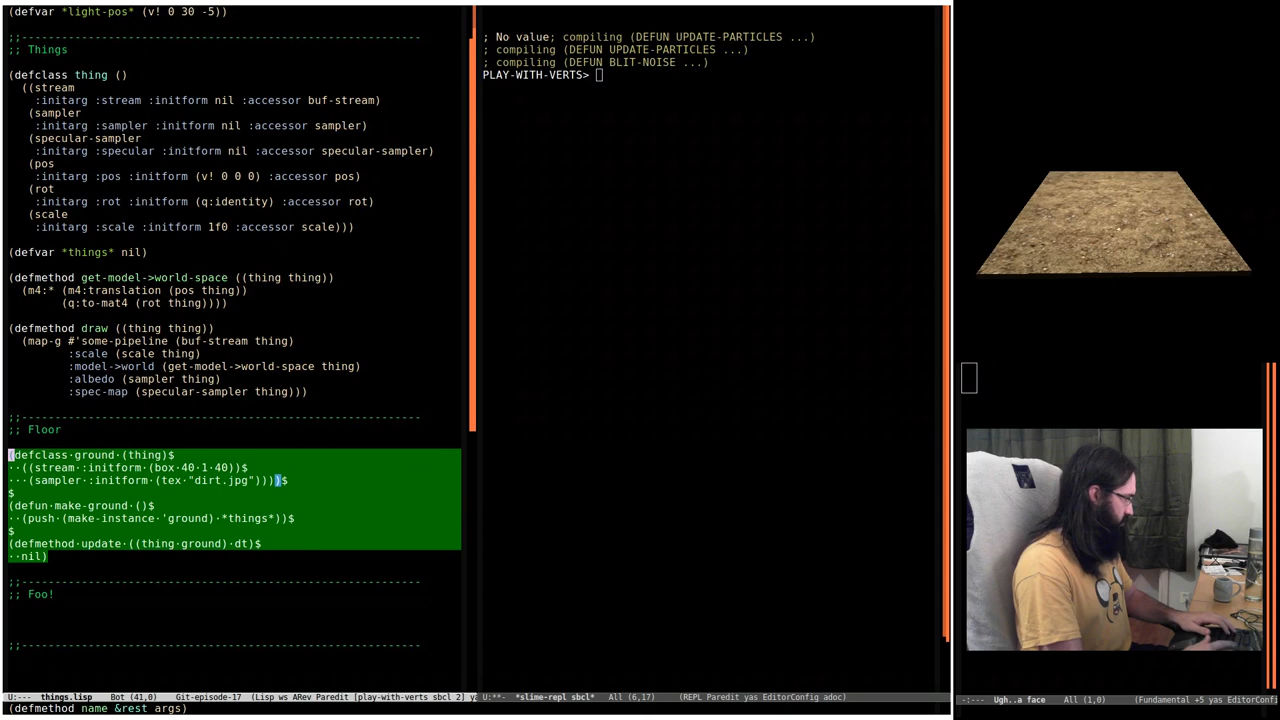 (defvar *light-pos* (v! 0 30 -5))
;;------------------------------------------------------------
;; Things
(defclass thing ()
  ((stream
    :initarg :stream :initform nil :accessor buf-stream)
   (sampler
    :initarg :sampler :initform nil :accessor sampler)
   (specular-sampler
    :initarg :specular :initform nil :accessor specular-sampler)
   (pos
    :initarg :pos :initform (v! 0 0 0) :accessor pos)
   (rot
    :initarg :rot :initform (q:identity) :accessor rot)
   (scale
    :initarg :scale :initform 1f0 :accessor scale)))
(defvar *things* nil)
(defmethod get-model->world-space ((thing thing))
  (m4:* (m4:translation (pos thing))
        (q:to-mat4 (rot thing))))
(defmethod draw ((thing thing))
  (map-g #'some-pipeline (buf-stream thing)
         :scale (scale thing)
         :model->world (get-model->world-space thing)
         :albedo (sampler thing)
         :spec-map (specular-sampler thing)))
;;------------------------------------------------------------
;; Floor
(defclass·ground·(thing)$
··((stream·:initform·(box·40·1·40))$
···(sampler·:initform·(tex·"dirt.jpg"))))$
$
(defun·make-ground·()$
··(push·(make-instance·'ground)·*things*))$
$
(defmethod·update·((thing·ground)·dt)$
··nil)
;;------------------------------------------------------------
;; Foo!
;;------------------------------------------------------------
U:---  things.lisp   Bot (41,0)   Git-episode-17  (Lisp ws ARev Paredit [play-with-verts sbcl 2] y
(defmethod name &rest args)
; No value; compiling (DEFUN UPDATE-PARTICLES ...)
; compiling (DEFUN UPDATE-PARTICLES ...)
; compiling (DEFUN BLIT-NOISE ...)
PLAY-WITH-VERTS>
U:**-  *slime-repl sbcl*   All (6,17)   (REPL Paredit yas EditorConfig adoc)
-:---  Ugh..a face   All (1,0)   (Fundamental +5 yas EditorConfi